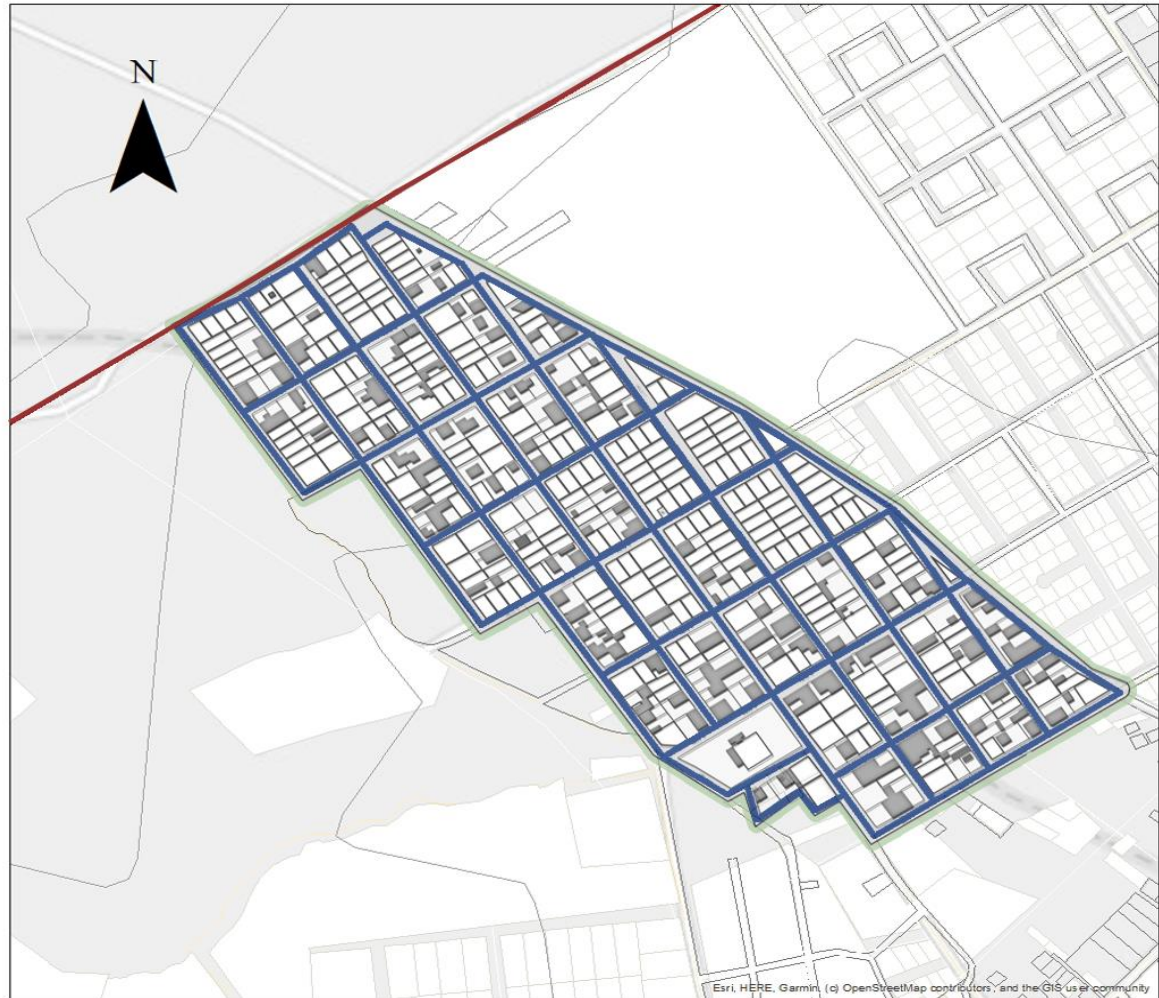 N
Esri, HERE, Garmin, (c) OpenStreetMap contributors, and the GIS user community